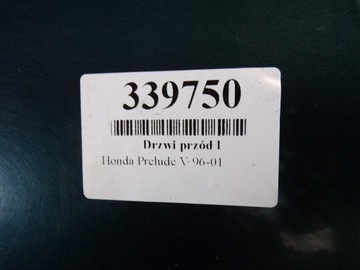 339750
Drzwi przód l
Honda Prelude V 96-01